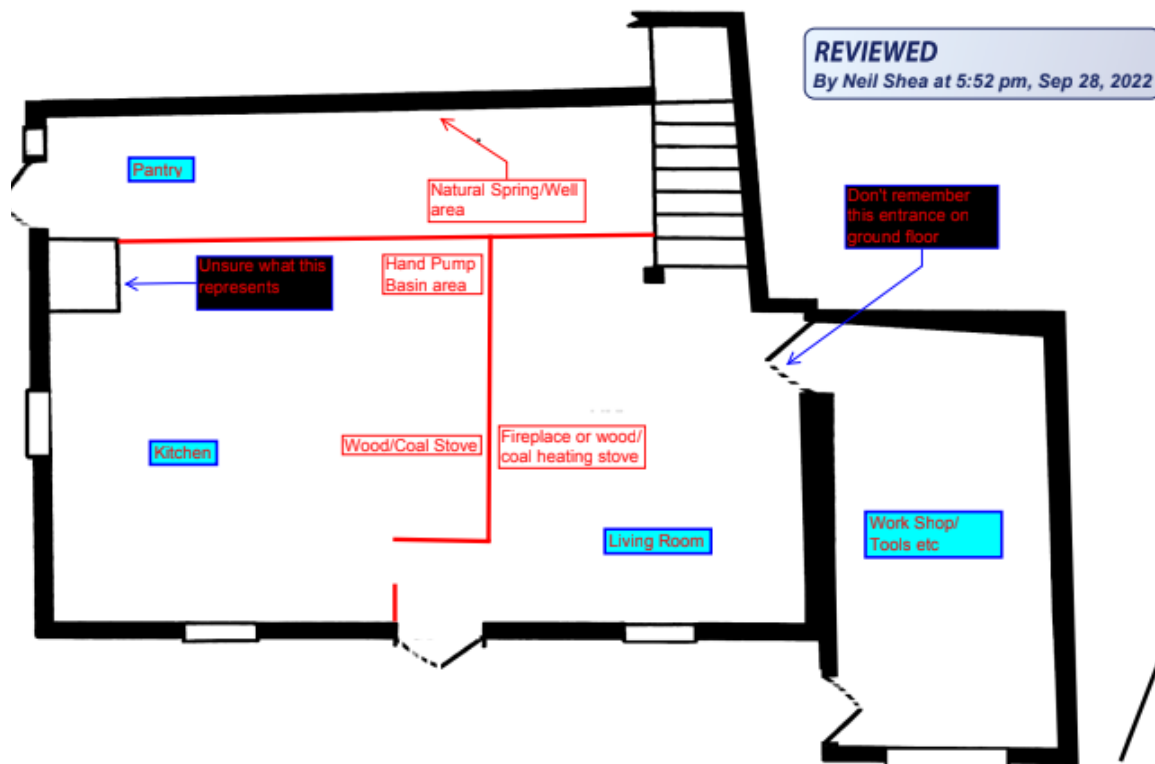 REVIEWED
By Neil Shea at 5:52 pm, Sep 28, 2022
Pantry
Natural Spring/Well
area
Don't remember
this entrance on
ground floor
Unsure what this
represents
Hand Pump
Basin area
Kitchen
Wood/Coal Stove
Fireplace or wood/
coal heating stove
Living Room
Work Shop/
Tools etc